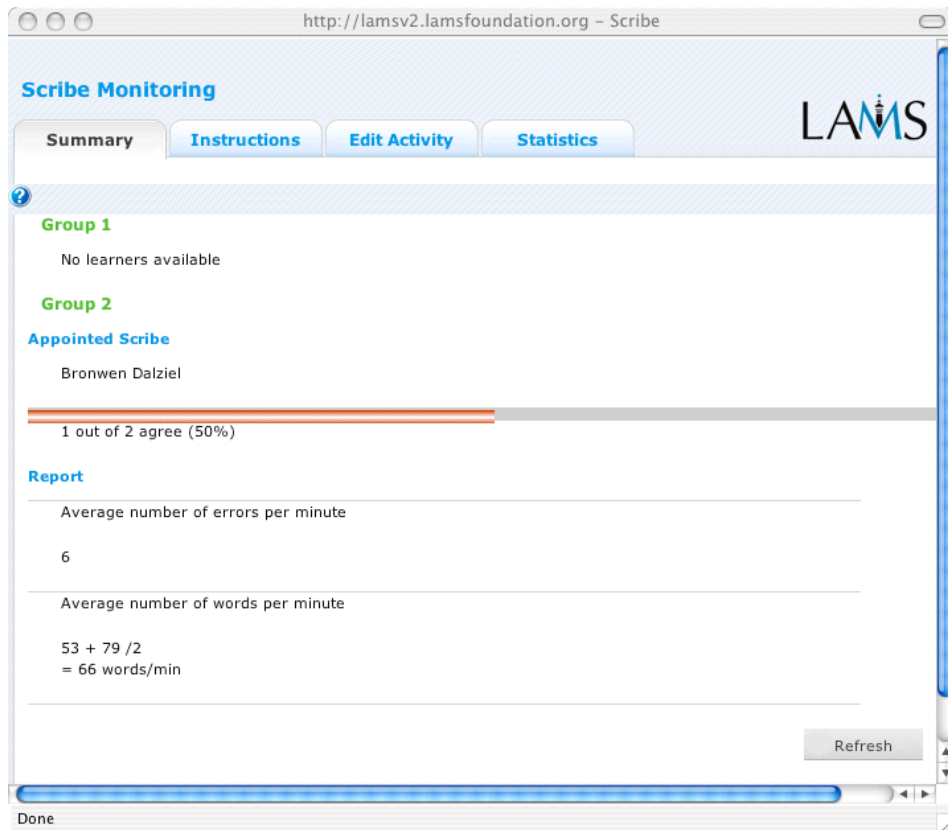 http://lamsv2.lamsfoundation.org – Scribe
Scribe Monitoring
LAMS
Summary Instructions Edit Activity Statistics
?
Group 1
No learners available
Group 2
Appointed Scribe
Bronwen Dalziel
1 out of 2 agree (50%)
Report
Average number of errors per minute
6
Average number of words per minute
53 + 79 /2
= 66 words/min
Refresh
Done